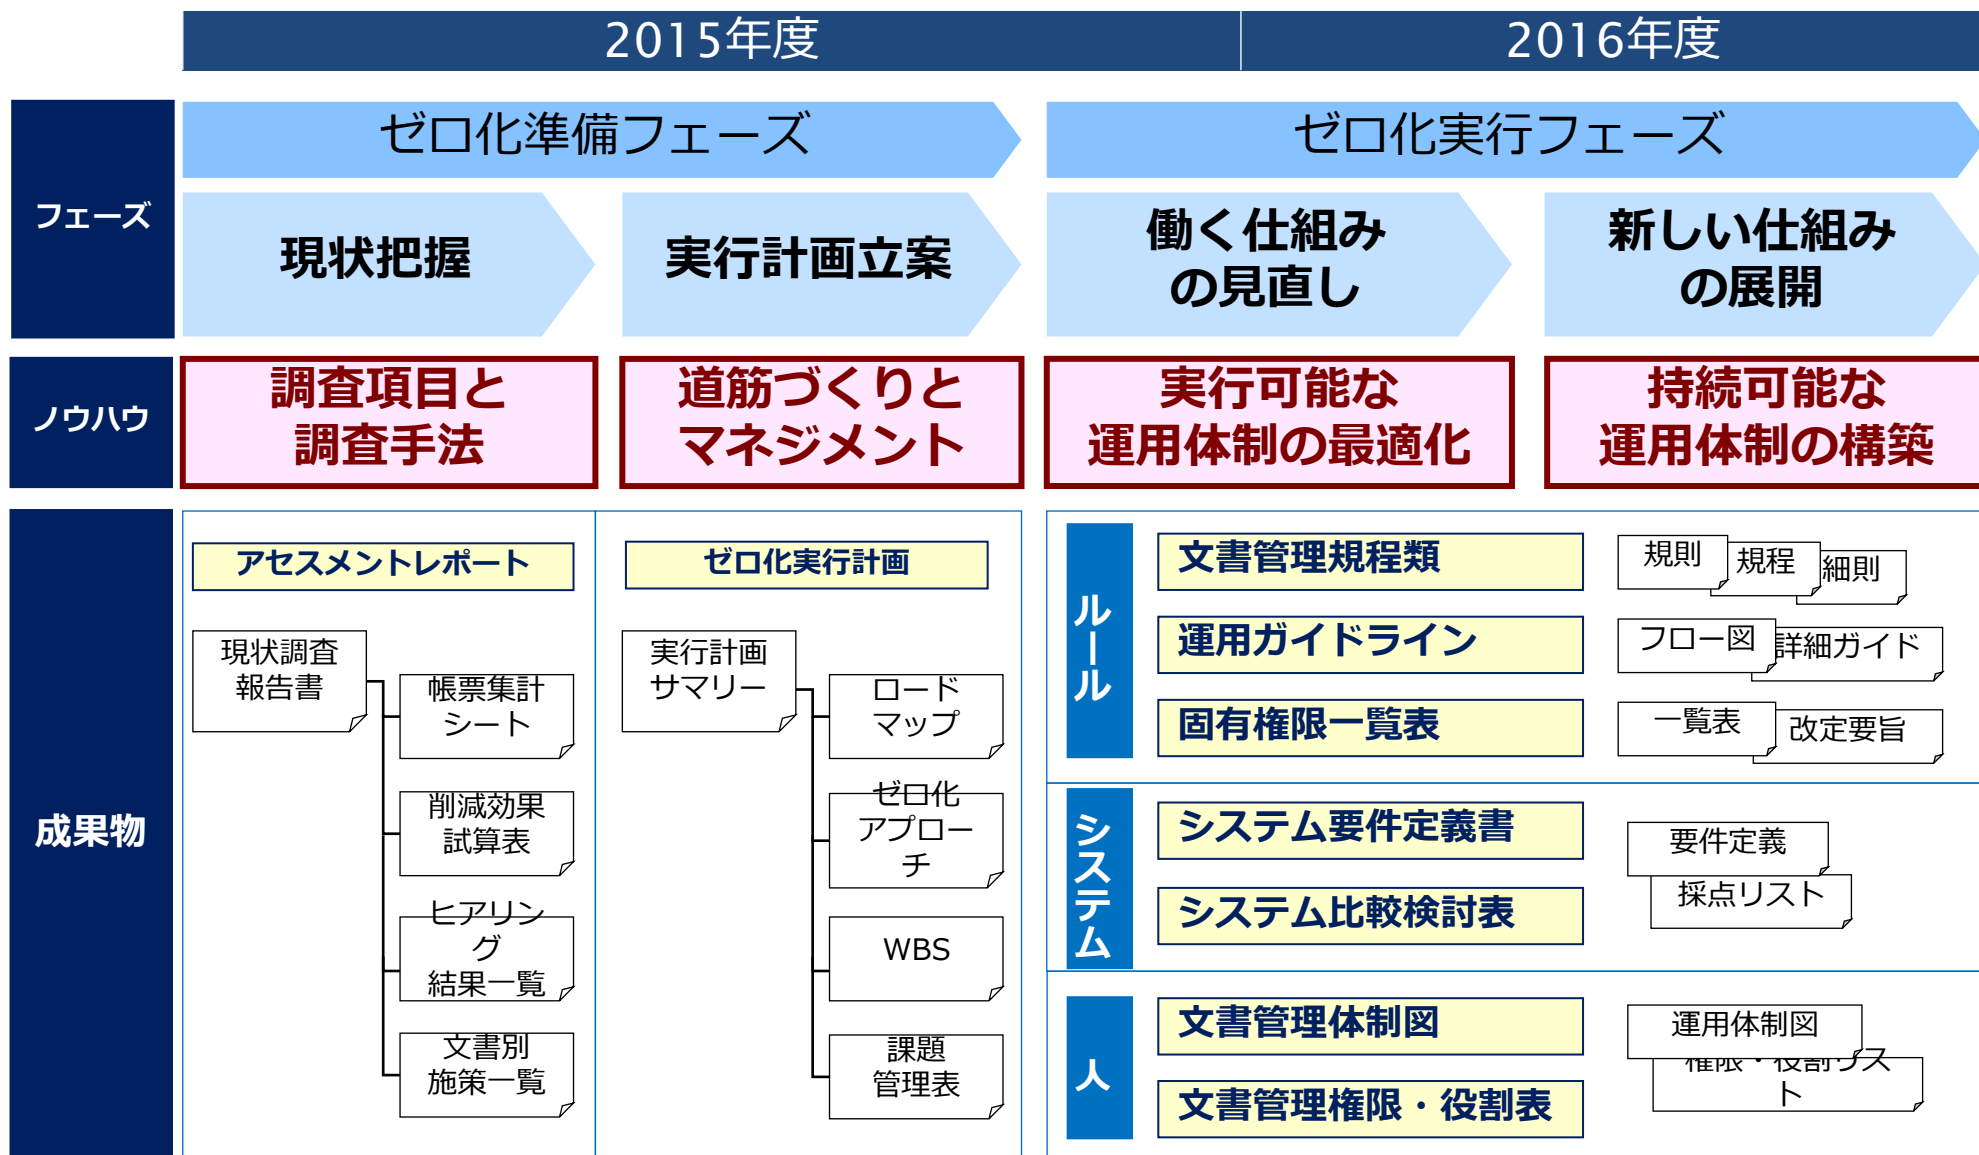 2015年度
2016年度
フェーズ
ゼロ化準備フェーズ
ゼロ化実行フェーズ
現状把握
実行計画立案
働く仕組み
の見直し
新しい仕組み
の展開
ノウハウ
調査項目と
調査手法
道筋づくりと
マネジメント
実行可能な
運用体制の最適化
持続可能な
運用体制の構築
成果物
アセスメントレポート
現状調査
報告書
帳票集計
シート
削減効果
試算表
ヒアリン
グ
結果一覧
文書別
施策一覧
ゼロ化実行計画
実行計画
サマリー
ロード
マップ
ゼロ化
アプロー
チ
WBS
課題
管理表
ルール
文書管理規程類
規則
規程
細則
運用ガイドライン
フロー図
詳細ガイド
固有権限一覧表
一覧表
改定要旨
システム
システム要件定義書
要件定義
システム比較検討表
採点リスト
人
文書管理体制図
運用体制図
文書管理権限・役割表
権限・役割リス
ト